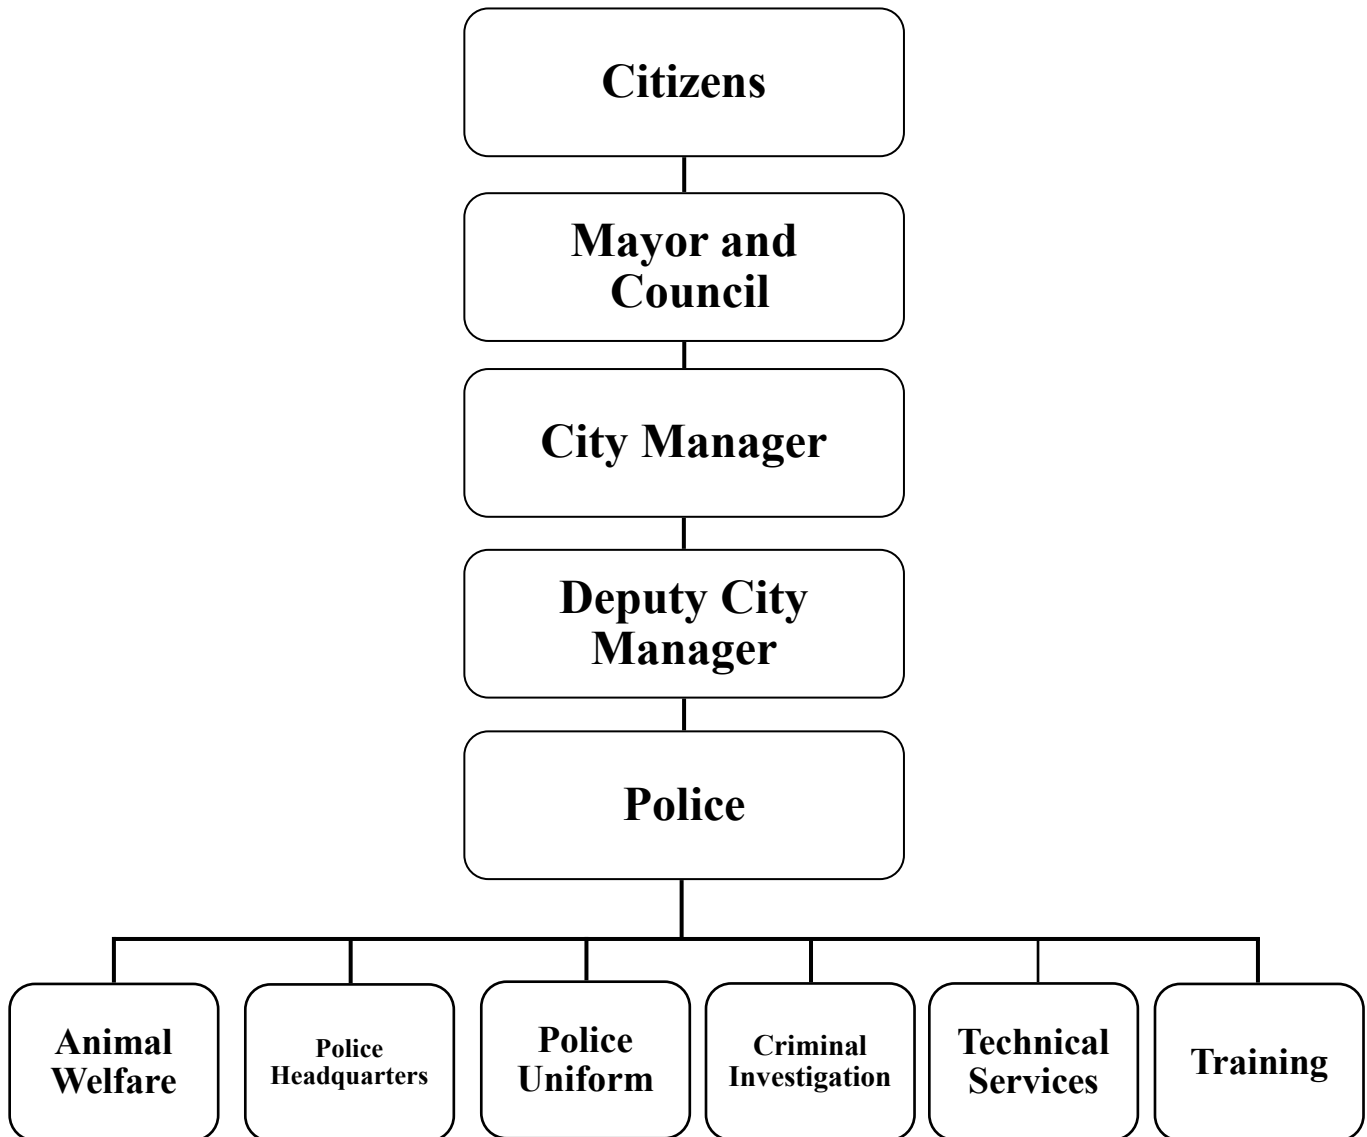 Citizens
Mayor and
Council
City Manager
Deputy City
Manager
Police
Animal
Welfare
Police
Headquarters
Police
Uniform
Criminal
Investigation
Technical
Services
Training